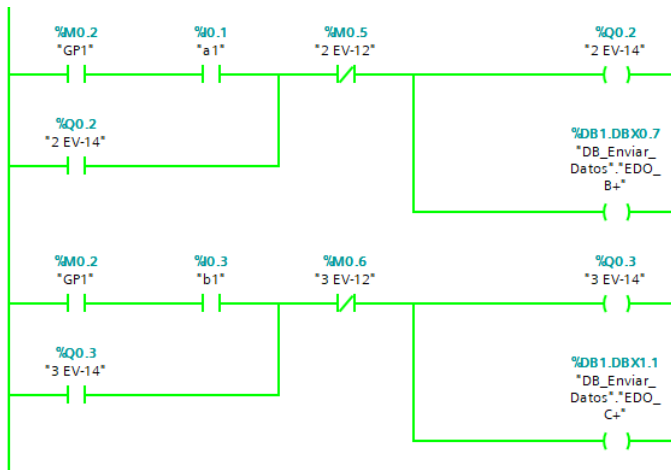 %M0.2 %I0.1 %M0.5 %Q0.2
"GP1" "a1" "2 EV-12" "2 EV-14"
%Q0.2
"2 EV-14"
%DB1.DBX0.7
"DB_Enviar_
Datos"."EDO_
B+"
%M0.2 %I0.3 %M0.6 %Q0.3
"GP1" "b1" "3 EV-12" "3 EV-14"
%Q0.3
"3 EV-14"
%DB1.DBX1.1
"DB_Enviar_
Datos"."EDO_
C+"